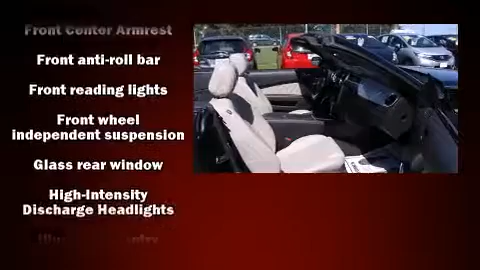 Front Center Armrest
Front anti-roll bar
Front reading lights
Front wheel
independent suspension
Glass rear window
High-Intensity
Discharge Headlights